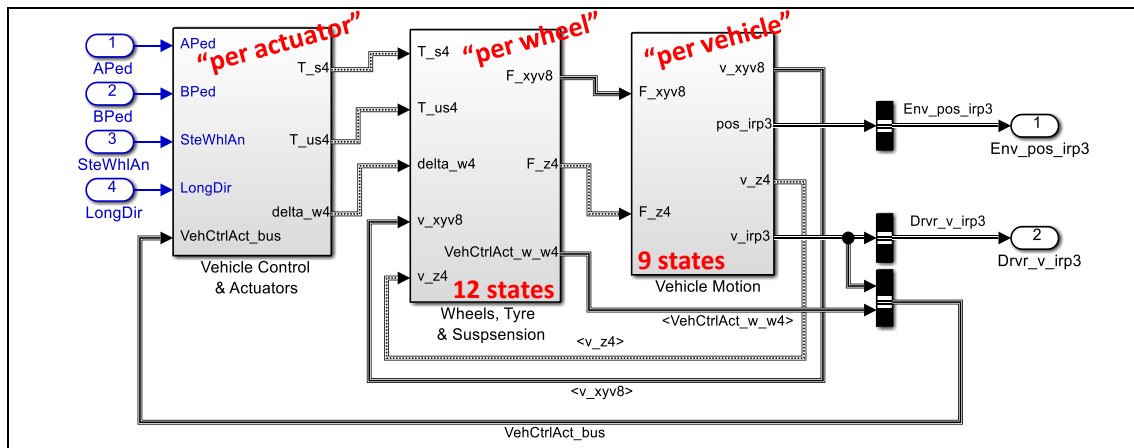 1
APed
2
BPed
3
SteWhlAn
4
LongDir
APed
BPed
SteWhlAn
LongDir
VehCtrlAct_bus
“per actuator”
T_s4
T_us4
delta_w4
Vehicle Control
& Actuators
T_s4
T_us4
delta_w4
v_xyv8
v_z4
“per wheel”
F_xyv8
F_z4
VehCtrlAct_w_w4
12 states
Wheels, Tyre
& Suspsension
F_xyv8
F_z4
“per vehicle”
v_xyv8
pos_irp3
v_z4
v_irp3
9 states
Vehicle Motion
Env_pos_irp3
1
Env_pos_irp3
Drvr_v_irp3
2
Drvr_v_irp3
<VehCtrlAct_w_w4>
<v_z4>
<v_xyv8>
VehCtrlAct_bus